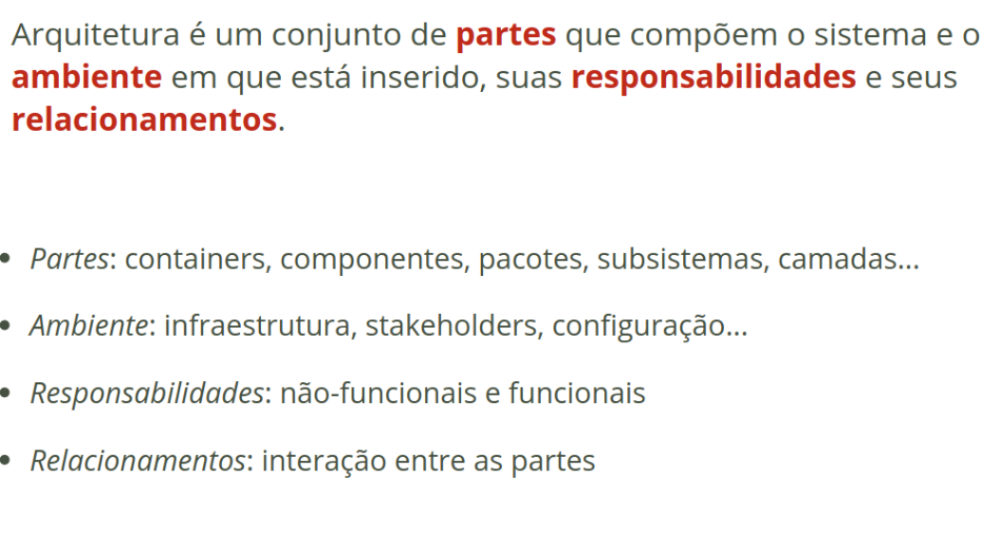 Arquitetura é um conjunto de partes que compõem o sistema e o
ambiente em que está inserido, suas responsabilidades e seus
relacionamentos.
• Partes: containers, componentes, pacotes, subsistemas, camadas...
• Ambiente: infraestrutura, stakeholders, configuração...
• Responsabilidades: não-funcionais e funcionais
• Relacionamentos: interação entre as partes